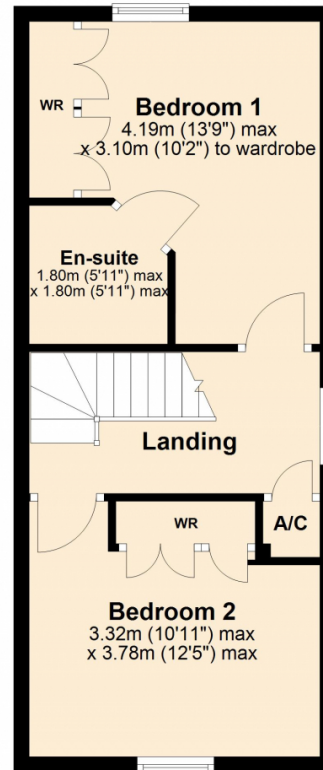 WR
Bedroom 1
4.19m (13'9") max
x 3.10m (10'2") to wardrobe
En-suite
1.80m (5'11") max
x 1.80m (5'11") max
Landing
WR
A/C
Bedroom 2
3.32m (10'11") max
x 3.78m (12'5") max